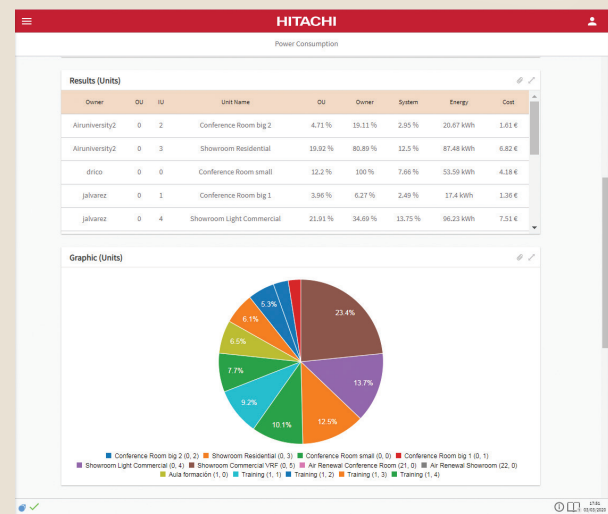 HITACHI
Power Consumption
Results (Units)
Owner OU IU Unit Name OU Owner System Energy Cost
Airuniversity2 0 2 Conference Room big 2 4.71 % 19.11 % 2.95 % 20.67 kWh 1.61 €
Airuniversity2 0 3 Showroom Residential 19.92 % 80.89 % 12.5 % 87.48 kWh 6.82 €
drico 0 0 Conference Room small 12.2 % 100 % 7.66 % 53.59 kWh 4.18 €
jalvarez 0 1 Conference Room big 1 3.96 % 6.27 % 2.49 % 17.4 kWh 1.36 €
jalvarez 0 4 Showroom Light Commercial 21.91 % 34.69 % 13.75 % 96.23 kWh 7.51 €
Graphic (Units)
5.3%
23.4%
6.1%
6.5%
7.7%
13.7%
9.2%
12.5%
10.1%
Conference Room big 2 (0, 2) Showroom Residential (0, 3) Conference Room small (0, 0) Conference Room big 1 (0, 1)
Showroom Light Commercial (0, 4) Showroom Commercial VRF (0, 5) Air Renewal Conference Room (21, 0) Air Renewal Showroom (22, 0)
Aula formación (1, 0) Training (1, 1) Training (1, 2) Training (1, 3) Training (1, 4)